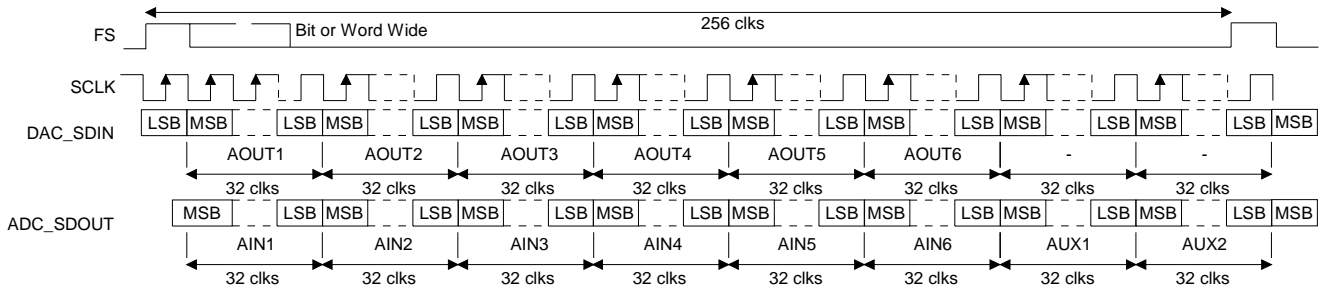 256 clks
FS
Bit or Word Wide
SCLK
DAC_SDIN
LSB MSB LSB MSB LSB MSB LSB MSB LSB MSB LSB MSB LSB MSB LSB MSB LSB MSB
AOUT1 AOUT2 AOUT3 AOUT4 AOUT5 AOUT6 - -
32 clks 32 clks 32 clks 32 clks 32 clks 32 clks 32 clks 32 clks
ADC_SDOUT
MSB LSB MSB LSB MSB LSB MSB LSB MSB LSB MSB LSB MSB LSB MSB LSB MSB
AIN1 AIN2 AIN3 AIN4 AIN5 AIN6 AUX1 AUX2
32 clks 32 clks 32 clks 32 clks 32 clks 32 clks 32 clks 32 clks